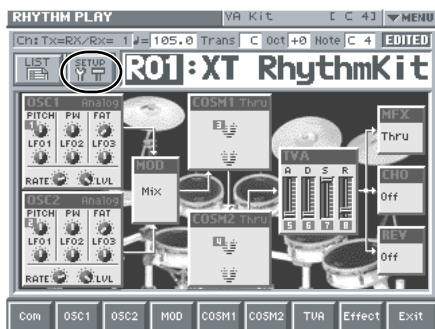 RHYTHM PLAY VA Kit [ C 4] ▼MENU
Ch:Tx=RX/Rx= 1 ♩= 105.0 Trans C Oct +0 Note C 4 EDITED
LIST SETUP R01:XT RhythmKit
OSC1 Analog
PITCH PW FAT
1
LFO1 LFO2 LFO3
RATE LVL
OSC2 Analog
PITCH PW FAT
2
LFO1 LFO2 LFO3
RATE LVL
MOD
Mix
COSM1 Thru
3
COSM2 Thru
4
TVA
A D S R
5 6 7 8
MFX
Thru
CHO
Off
REV
Off
Com OSC1 OSC2 MOD COSM1 COSM2 TVA Effect Exit